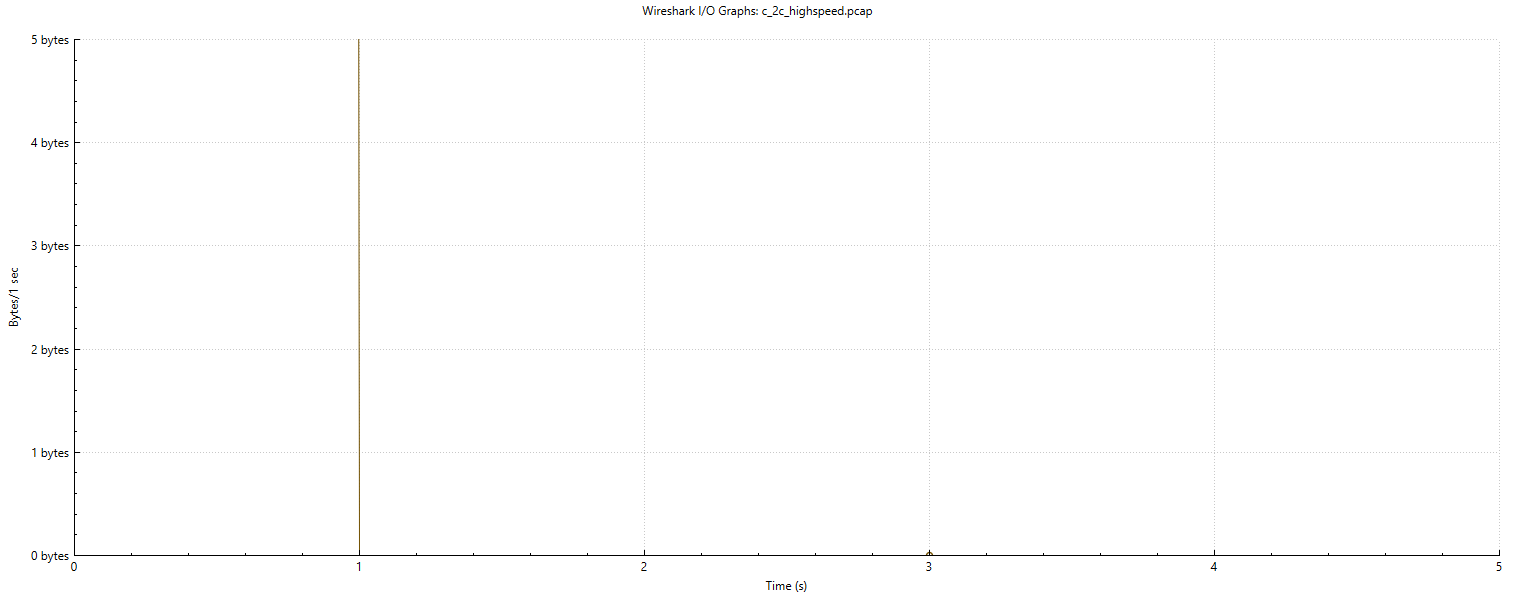 Wireshark I/O Graphs: c_2c_highspeed.pcap
5 bytes
4 bytes
3 bytes
2 bytes
1 bytes
0 bytes
Bytes/1 sec
0 1 2 3 4 5
Time (s)